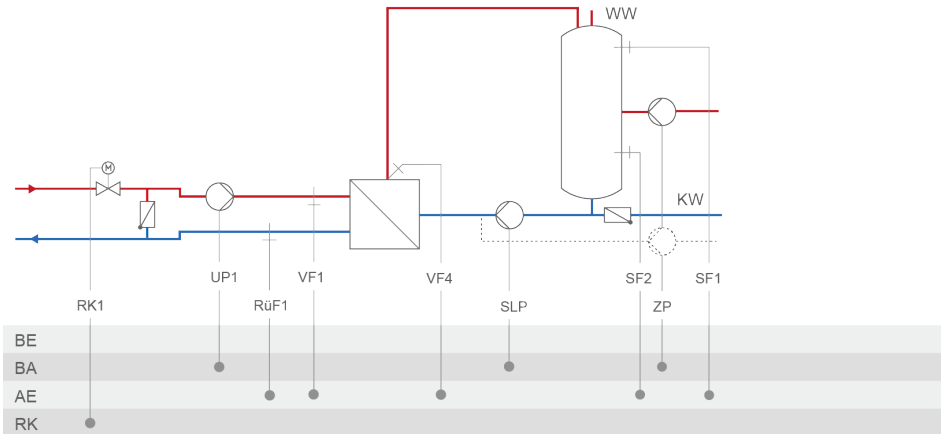 WW
M
KW
UP1 VF1 VF4 SF2 SF1
RK1 RüF1 SLP ZP
BE
BA
AE
RK